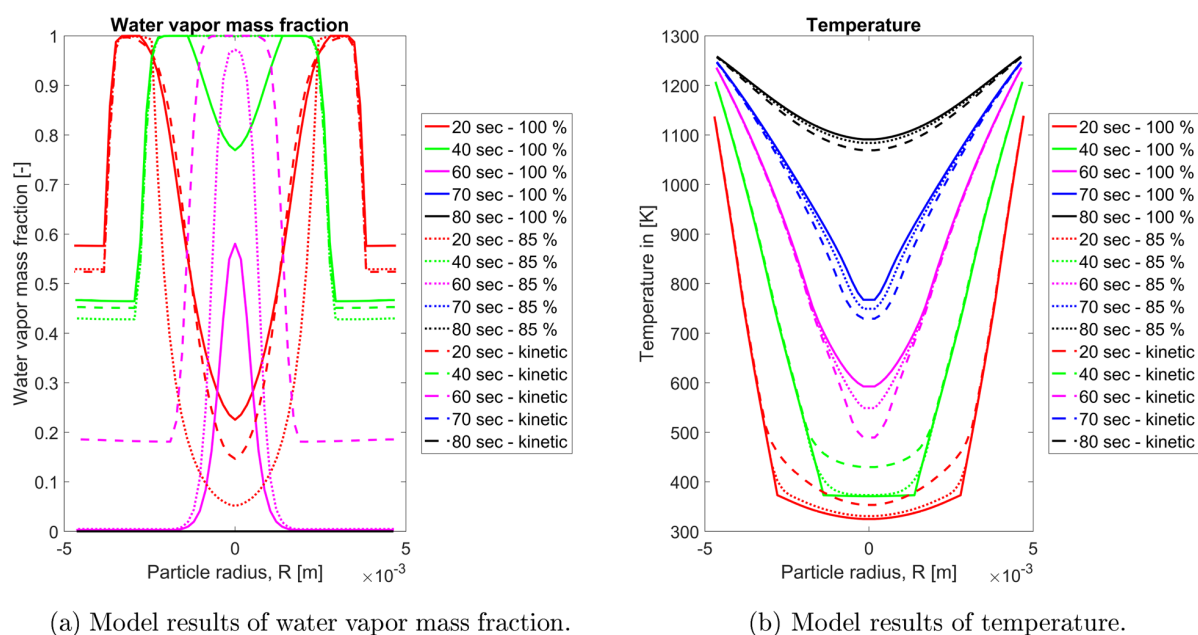 Water vapor mass fraction
1
0.9
0.8
0.7
0.6
0.5
0.4
0.3
0.2
0.1
0
Water vapor mass fraction [-]
-5
0
5
Particle radius, R [m]
×10⁻³
20 sec - 100 %
40 sec - 100 %
60 sec - 100 %
70 sec - 100 %
80 sec - 100 %
20 sec - 85 %
40 sec - 85 %
60 sec - 85 %
70 sec - 85 %
80 sec - 85 %
20 sec - kinetic
40 sec - kinetic
60 sec - kinetic
70 sec - kinetic
80 sec - kinetic
(a) Model results of water vapor mass fraction.
Temperature
1300
1200
1100
1000
900
800
700
600
500
400
300
Temperature in [K]
-5
0
5
Particle radius, R [m]
×10⁻³
20 sec - 100 %
40 sec - 100 %
60 sec - 100 %
70 sec - 100 %
80 sec - 100 %
20 sec - 85 %
40 sec - 85 %
60 sec - 85 %
70 sec - 85 %
80 sec - 85 %
20 sec - kinetic
40 sec - kinetic
60 sec - kinetic
70 sec - kinetic
80 sec - kinetic
(b) Model results of temperature.